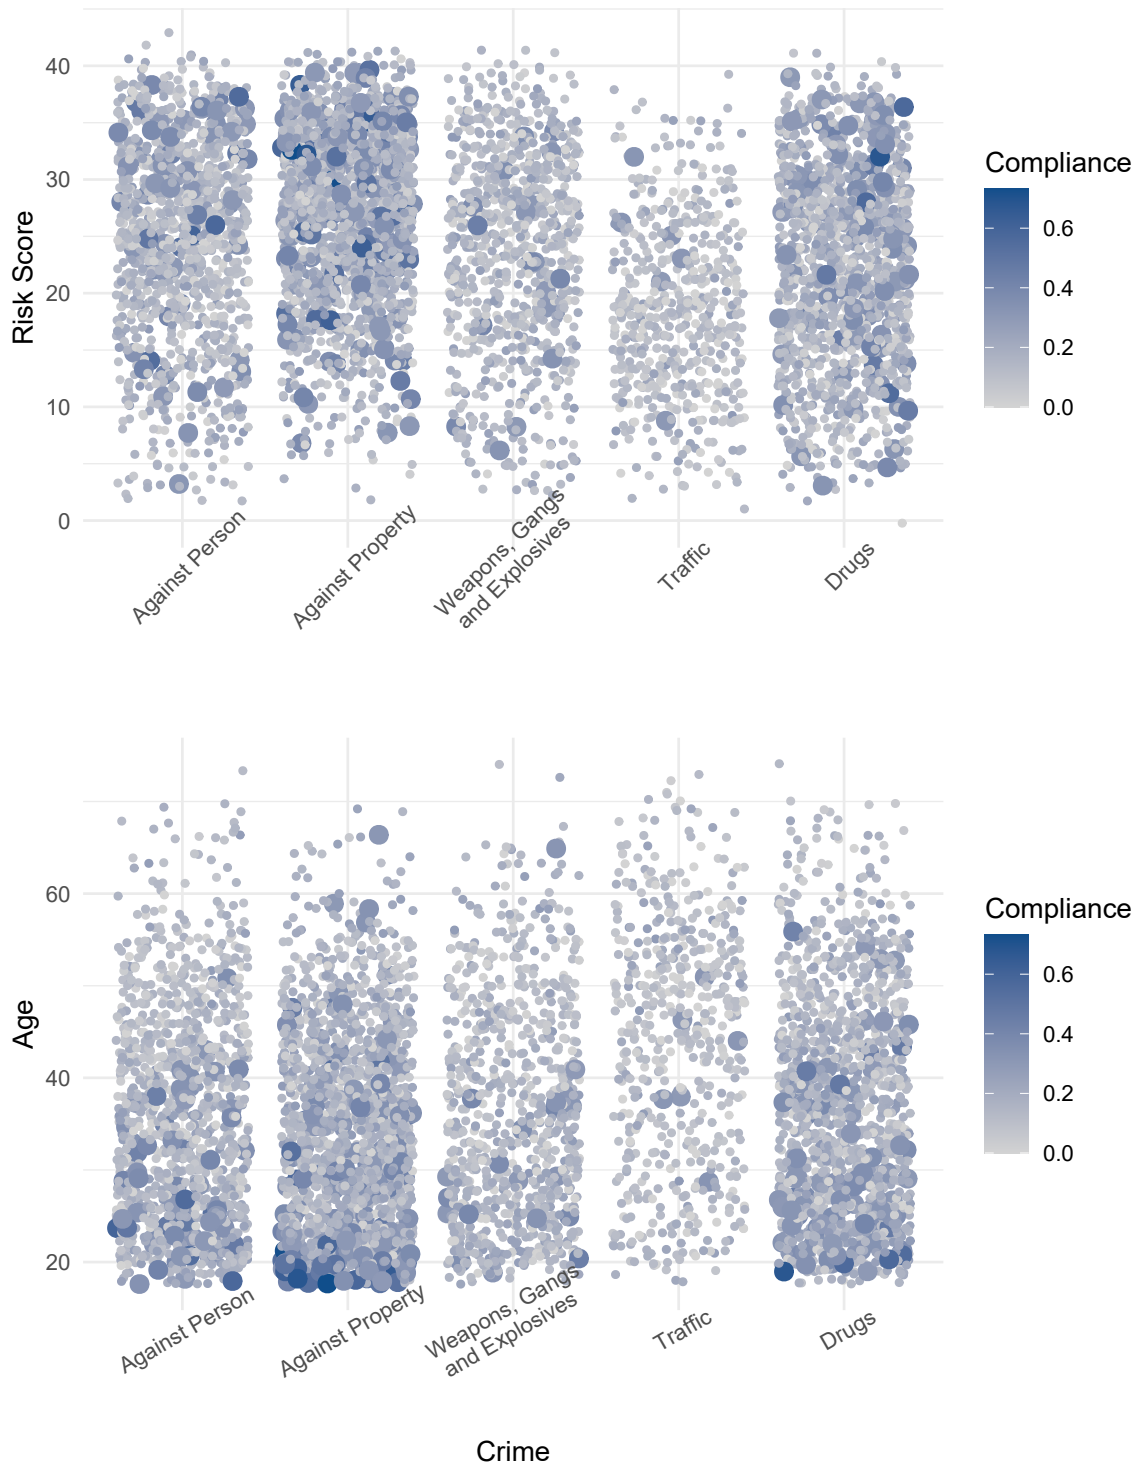 Compliance
0.6
0.4
0.2
0.0
Risk Score
40
30
20
10
0
Against Person
Against Property
Weapons, Gangs
and Explosives
Traffic
Drugs
Compliance
0.6
0.4
0.2
0.0
Age
60
40
20
Against Person
Against Property
Weapons, Gangs
and Explosives
Traffic
Drugs
Crime